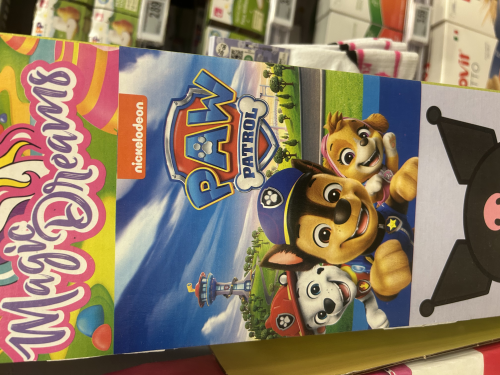 Magic
Dreams
nickelodeon
PAW
PATROL